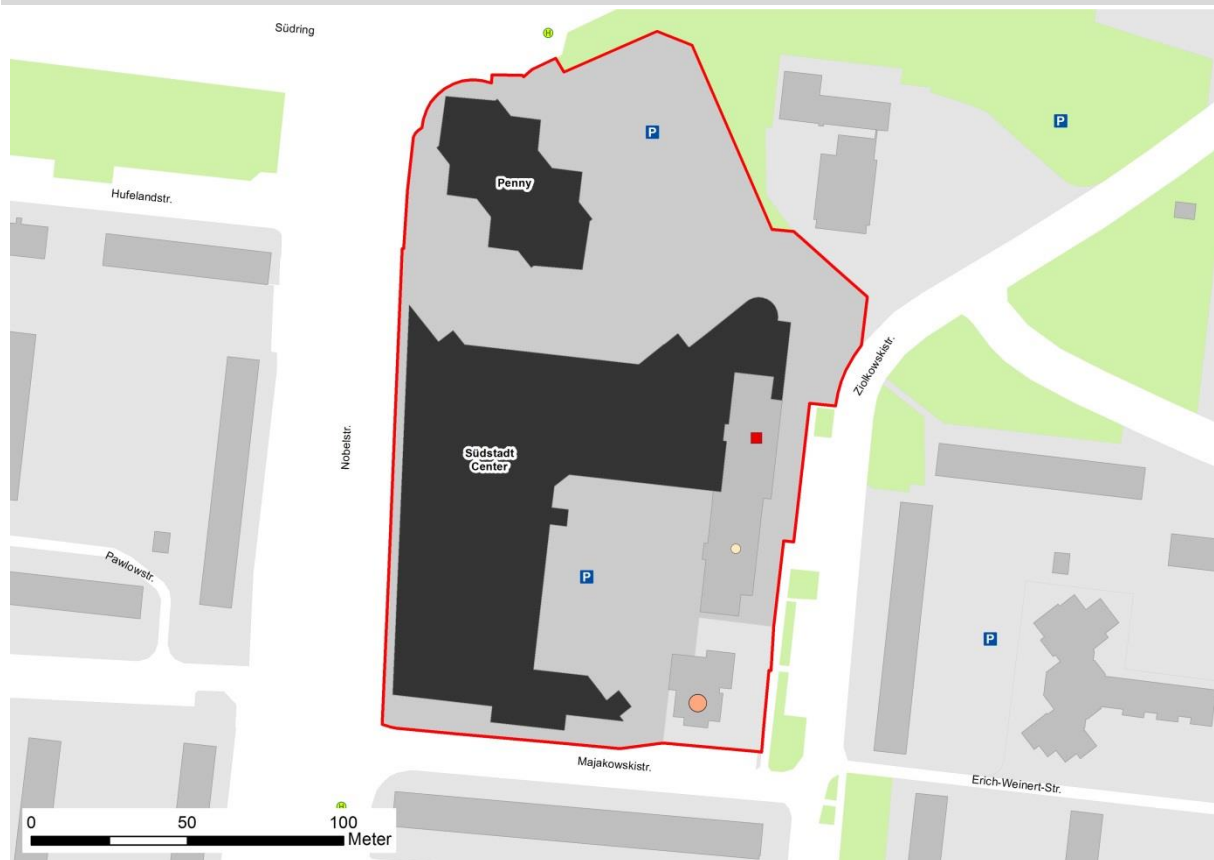 Südring
H
P
P
Hufelandstr.
Penny
Ziolkowskistr.
Nobelstr.
Südstadt
Center
Pawlowstr.
P
P
Majakowskistr.
Erich-Weinert-Str.
H
0 50 100
Meter